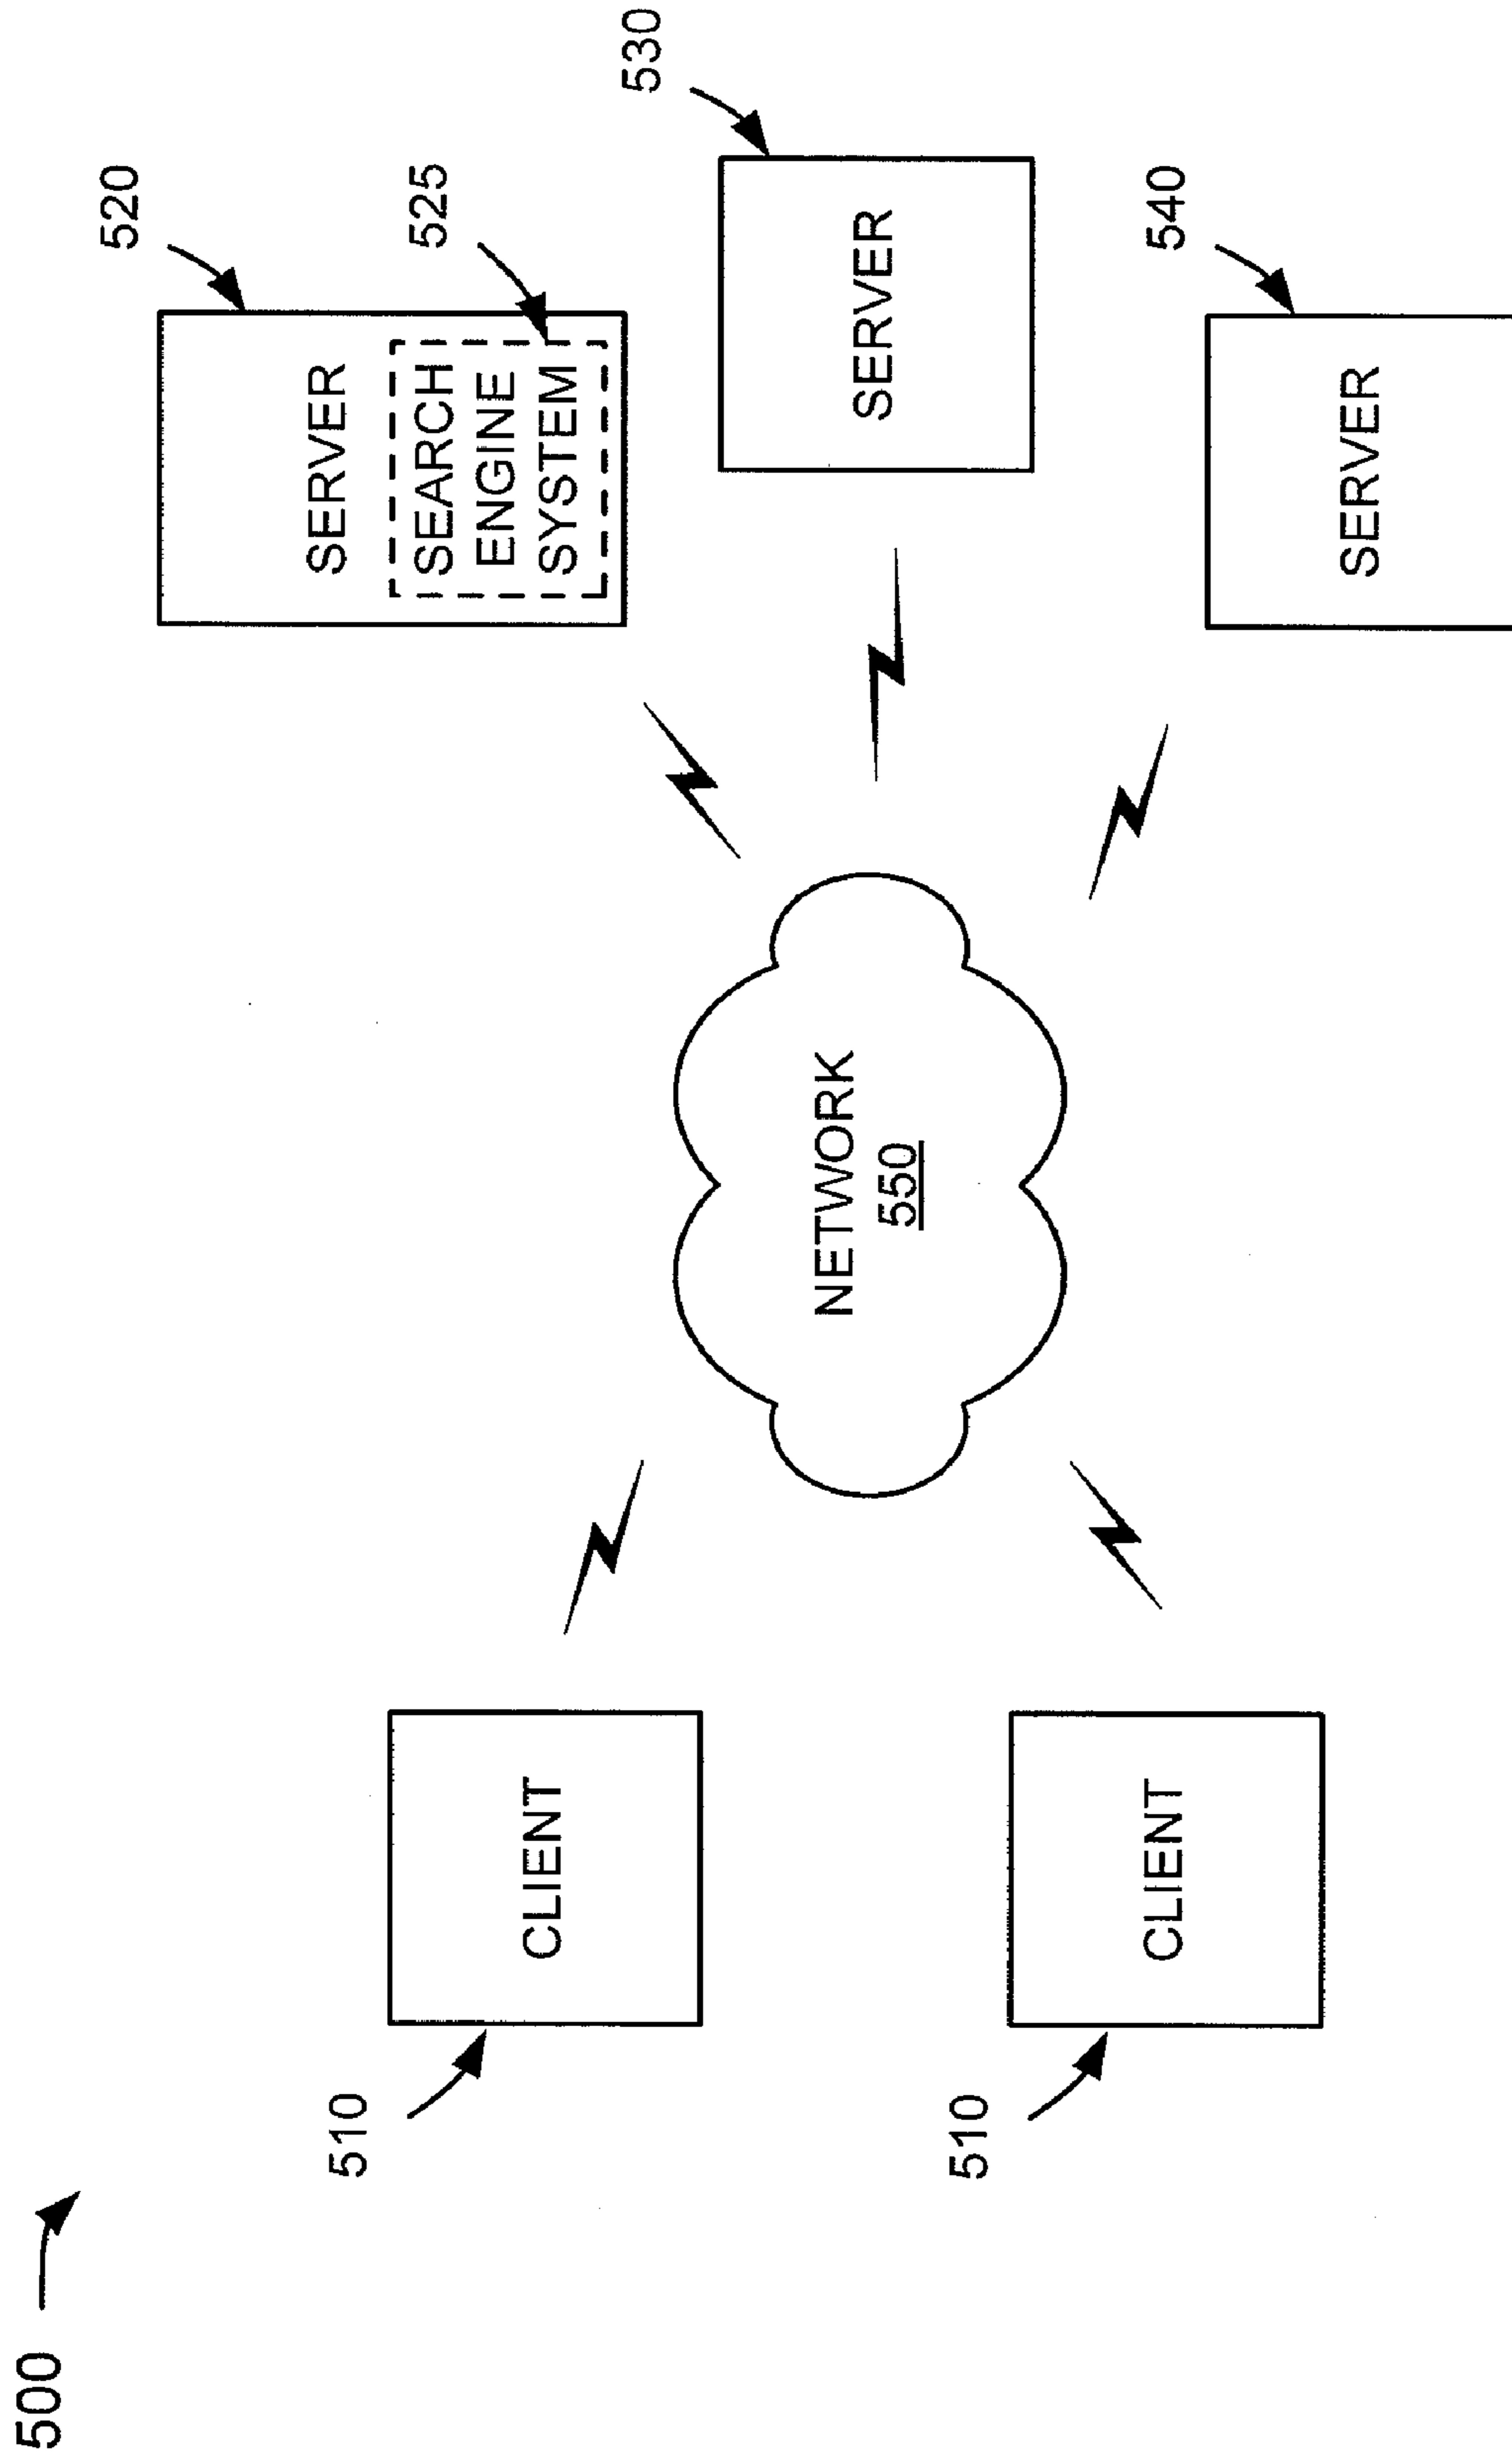 500
510
CLIENT
510
CLIENT
NETWORK
550
520
SERVER
525
SEARCH
ENGINE
SYSTEM
530
SERVER
540
SERVER